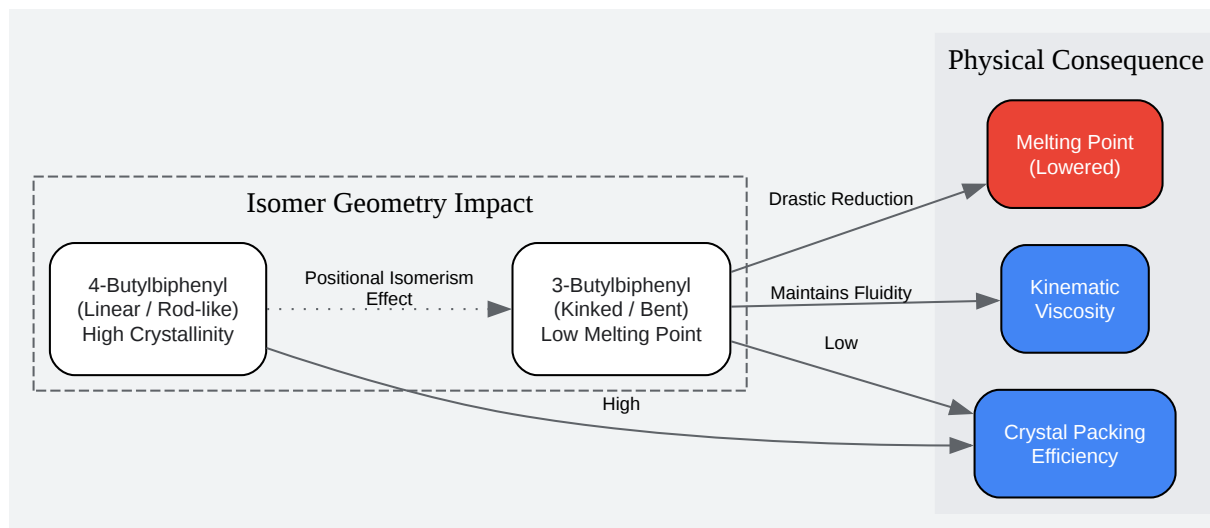 Physical Consequence
Melting Point
(Lowered)
Drastic Reduction
Isomer Geometry Impact
4-Butylbiphenyl
(Linear / Rod-like)
High Crystallinity
Positional Isomerism
Effect
3-Butylbiphenyl
(Kinked / Bent)
Low Melting Point
Maintains Fluidity
Kinematic
Viscosity
Low
High
Crystal Packing
Efficiency